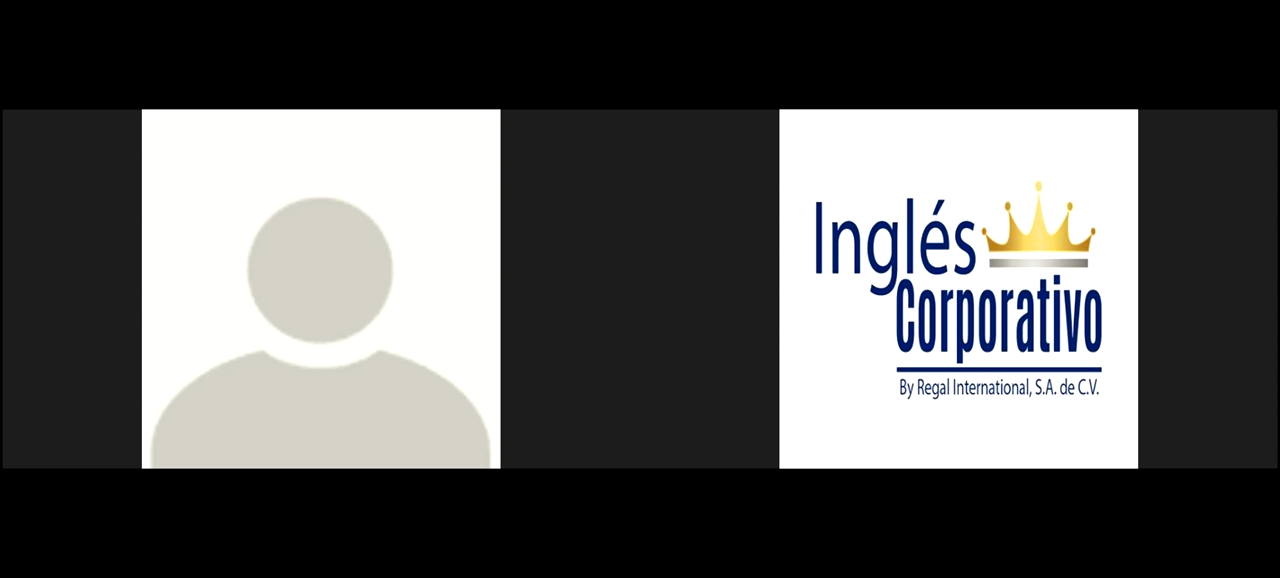 Inglés
Corporativo
By Regal International, S.A. de C.V.